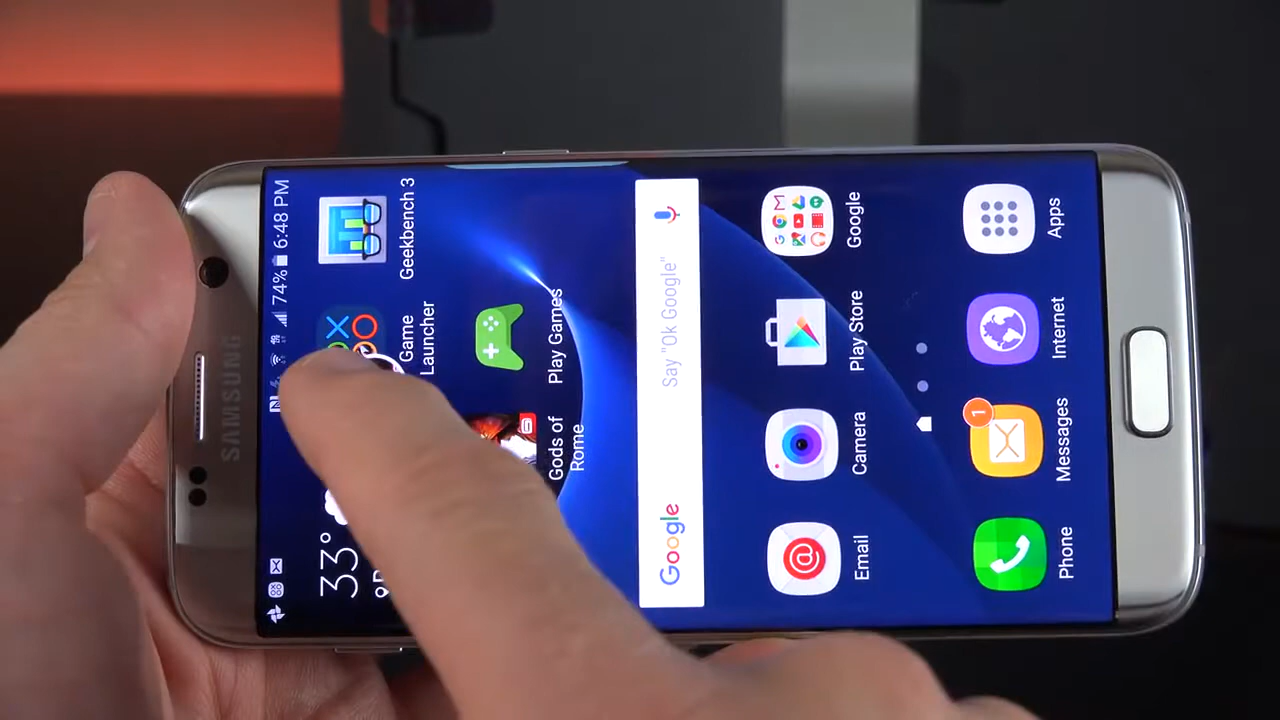 SAMSUNG
74% 6:48 PM
33°
Game
Launcher
Geekbench 3
Gods of
Rome
Play Games
Google
Say "Ok Google"
Email
Camera
Play Store
Google
1
Phone
Messages
Internet
Apps